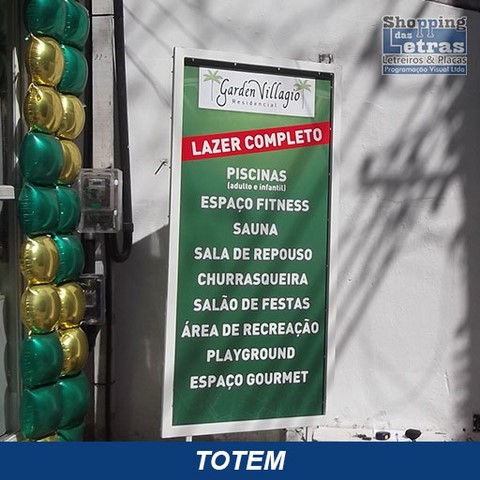 Shopping
das
Letras
Letreiros & Placas
Programação Visual Ltda
Garden Villagio
Residencial
LAZER COMPLETO
PISCINAS
(adulto e infantil)
ESPAÇO FITNESS
SAUNA
SALA DE REPOUSO
CHURRASQUEIRA
SALÃO DE FESTAS
ÁREA DE RECREAÇÃO
PLAYGROUND
ESPAÇO GOURMET
TOTEM